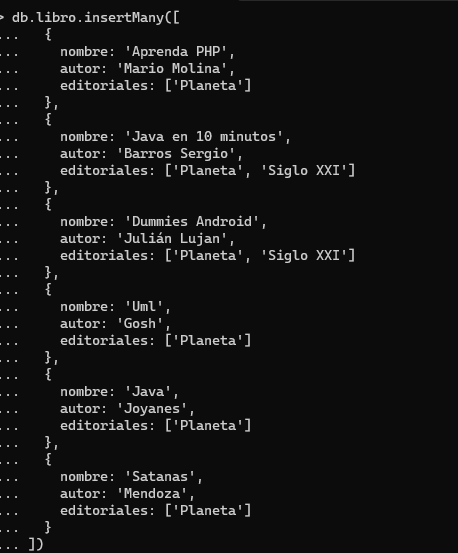 > db.libro.insertMany([
...   {
...     nombre: 'Aprenda PHP',
...     autor: 'Mario Molina',
...     editoriales: ['Planeta']
...   },
...   {
...     nombre: 'Java en 10 minutos',
...     autor: 'Barros Sergio',
...     editoriales: ['Planeta', 'Siglo XXI']
...   },
...   {
...     nombre: 'Dummies Android',
...     autor: 'Julián Lujan',
...     editoriales: ['Planeta', 'Siglo XXI']
...   },
...   {
...     nombre: 'Uml',
...     autor: 'Gosh',
...     editoriales: ['Planeta']
...   },
...   {
...     nombre: 'Java',
...     autor: 'Joyanes',
...     editoriales: ['Planeta']
...   },
...   {
...     nombre: 'Satanas',
...     autor: 'Mendoza',
...     editoriales: ['Planeta']
...   }
... ])